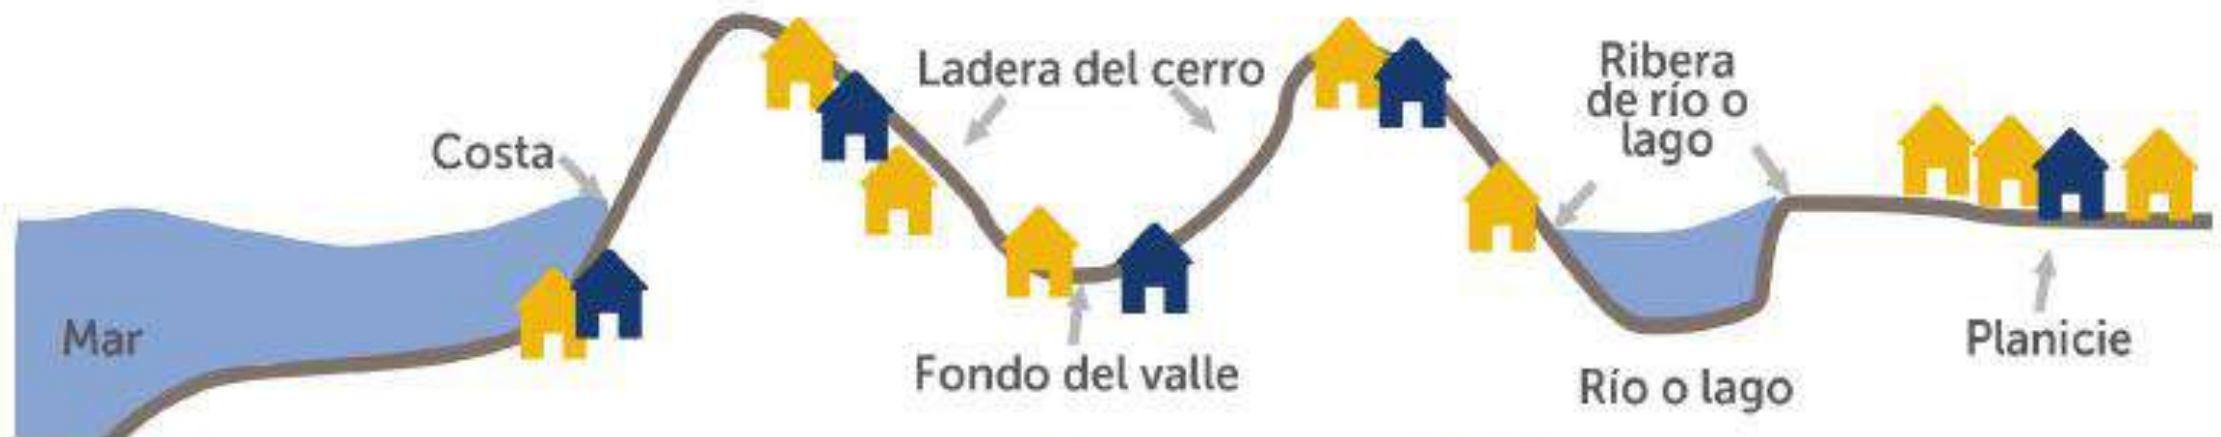 Ladera del cerro
Ribera
de río o
lago
Costa
Mar
Fondo del valle
Planicie
Río o lago